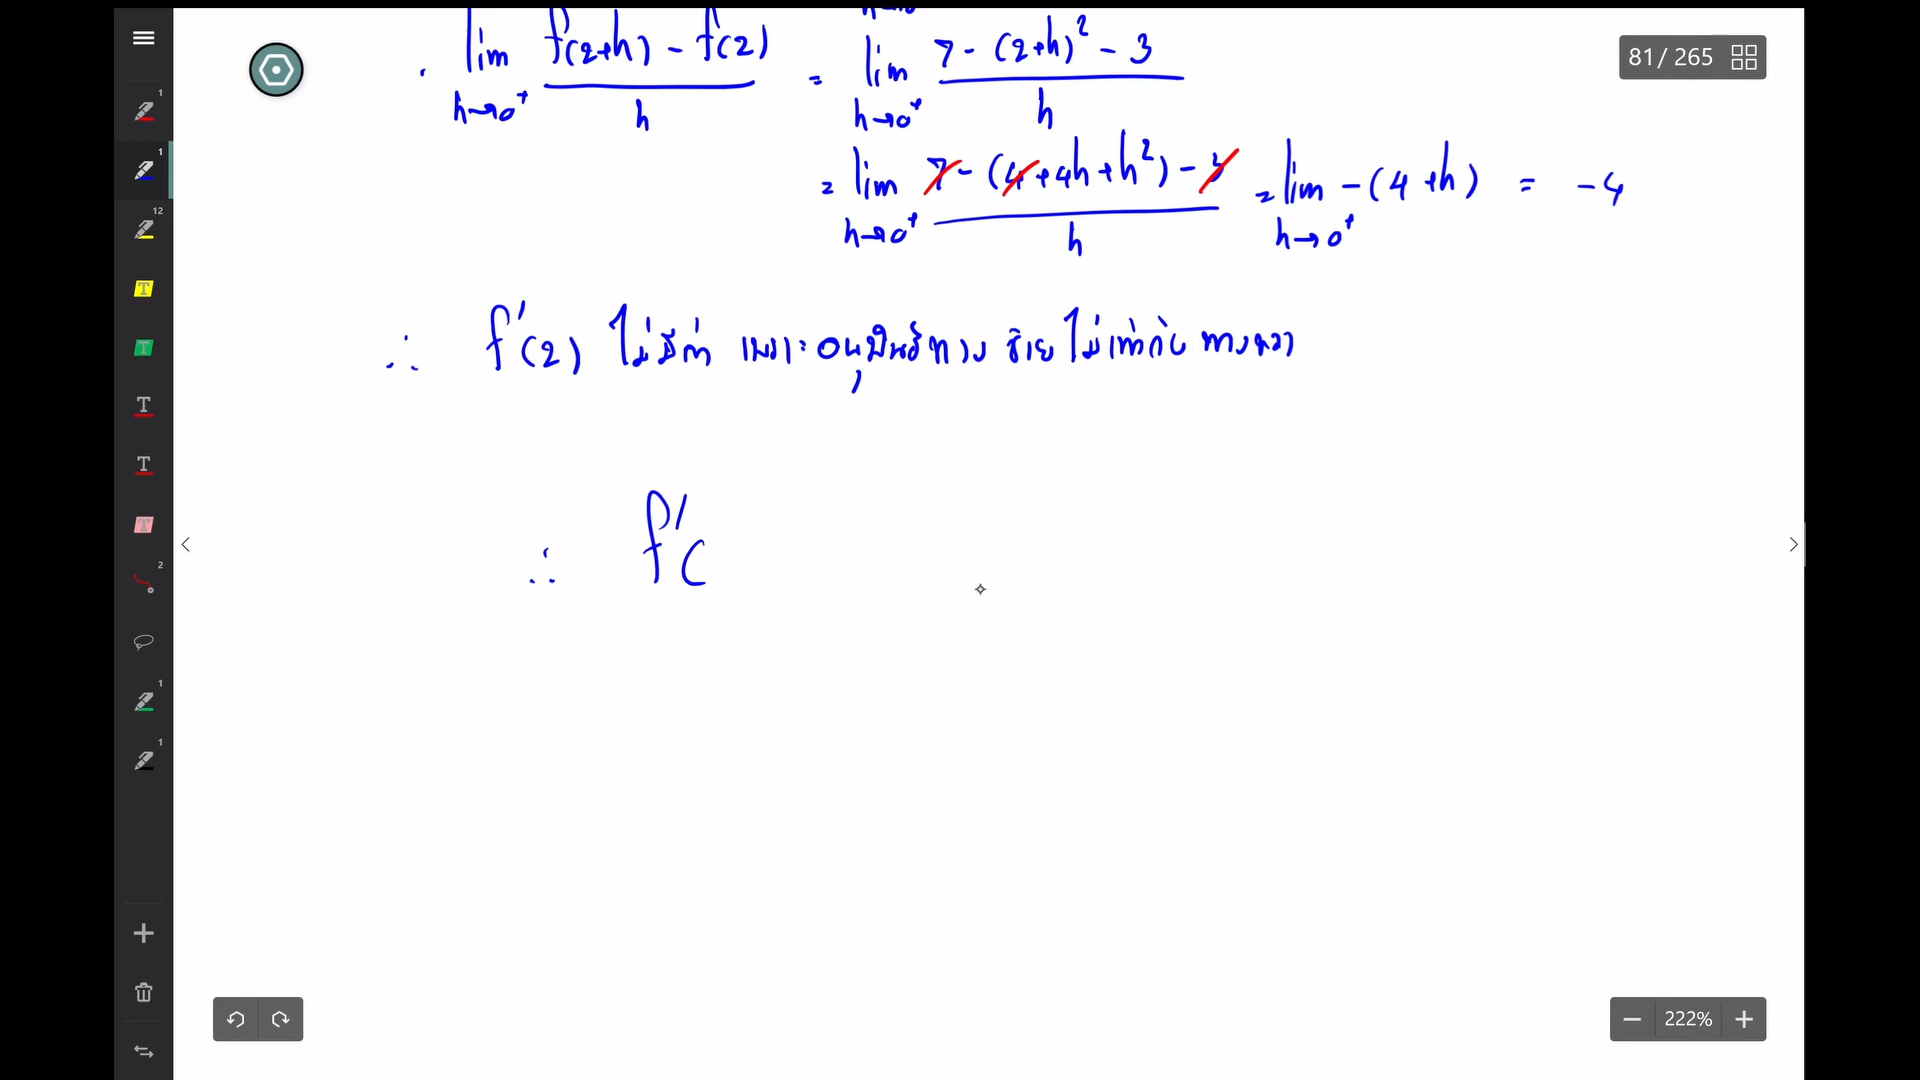 81 / 265
lim f(2+h) - f(2) / h = lim 7 - (2+h)² - 3 / h
h→0⁺ h→0⁺
= lim 7 - (4+4h+h²) - 3 / h = lim -(4+h) = -4
h→0⁺ h→0⁺
∴ f'(2) ไม่มีค่า เพราะอนุพันธ์ทาง ซ้าย ไม่เท่ากับ ทางขวา
∴ f'(
222%